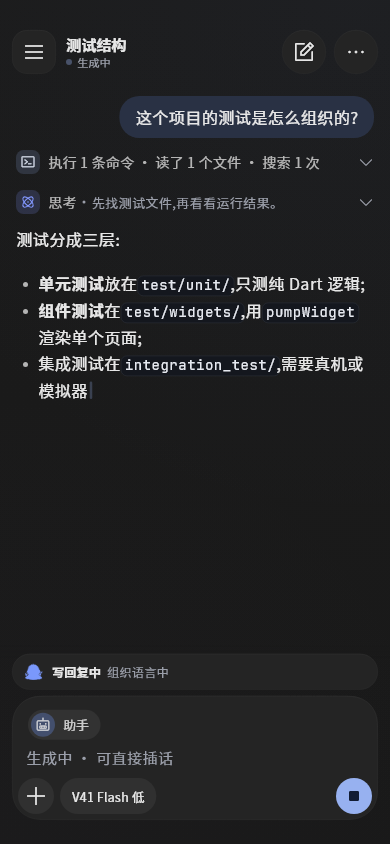 测试结构
生成中
这个项目的测试是怎么组织的?
执行 1 条命令 · 读了 1 个文件 · 搜索 1 次
思考 · 先找测试文件,再看看运行结果。
测试分成三层:
• 单元测试放在 test/unit/,只测纯 Dart 逻辑;
• 组件测试在 test/widgets/,用 pumpWidget
渲染单个页面;
• 集成测试在 integration_test/,需要真机或
模拟器
写回复中 组织语言中
助手
生成中 · 可直接插话
V41 Flash 低